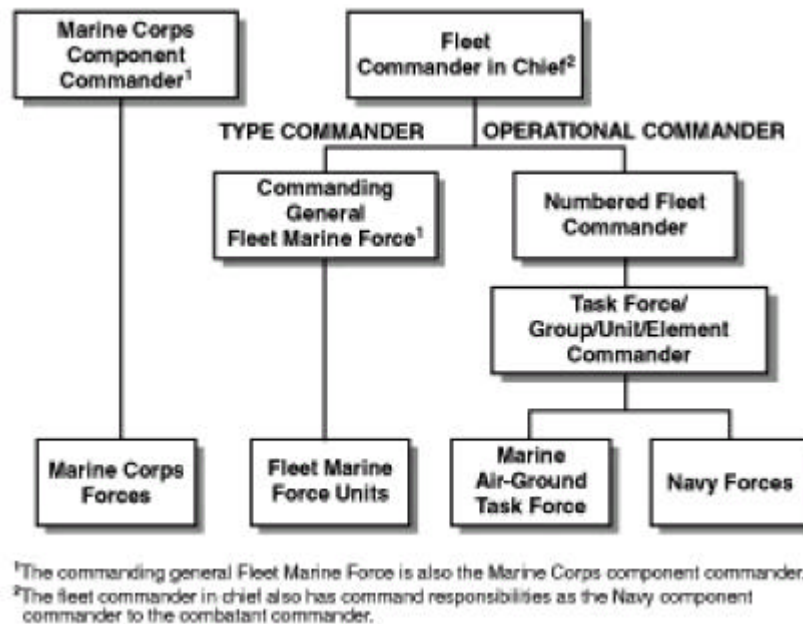 Marine Corps
Component
Commander¹
Fleet
Commander in Chief²
TYPE COMMANDER
OPERATIONAL COMMANDER
Commanding
General
Fleet Marine Force¹
Numbered Fleet
Commander
Task Force/
Group/Unit/Element
Commander
Marine Corps
Forces
Fleet Marine
Force Units
Marine
Air-Ground
Task Force
Navy Forces
¹The commanding general Fleet Marine Force is also the Marine Corps component commander.
²The fleet commander in chief also has command responsibilities as the Navy component
commander to the combatant commander.